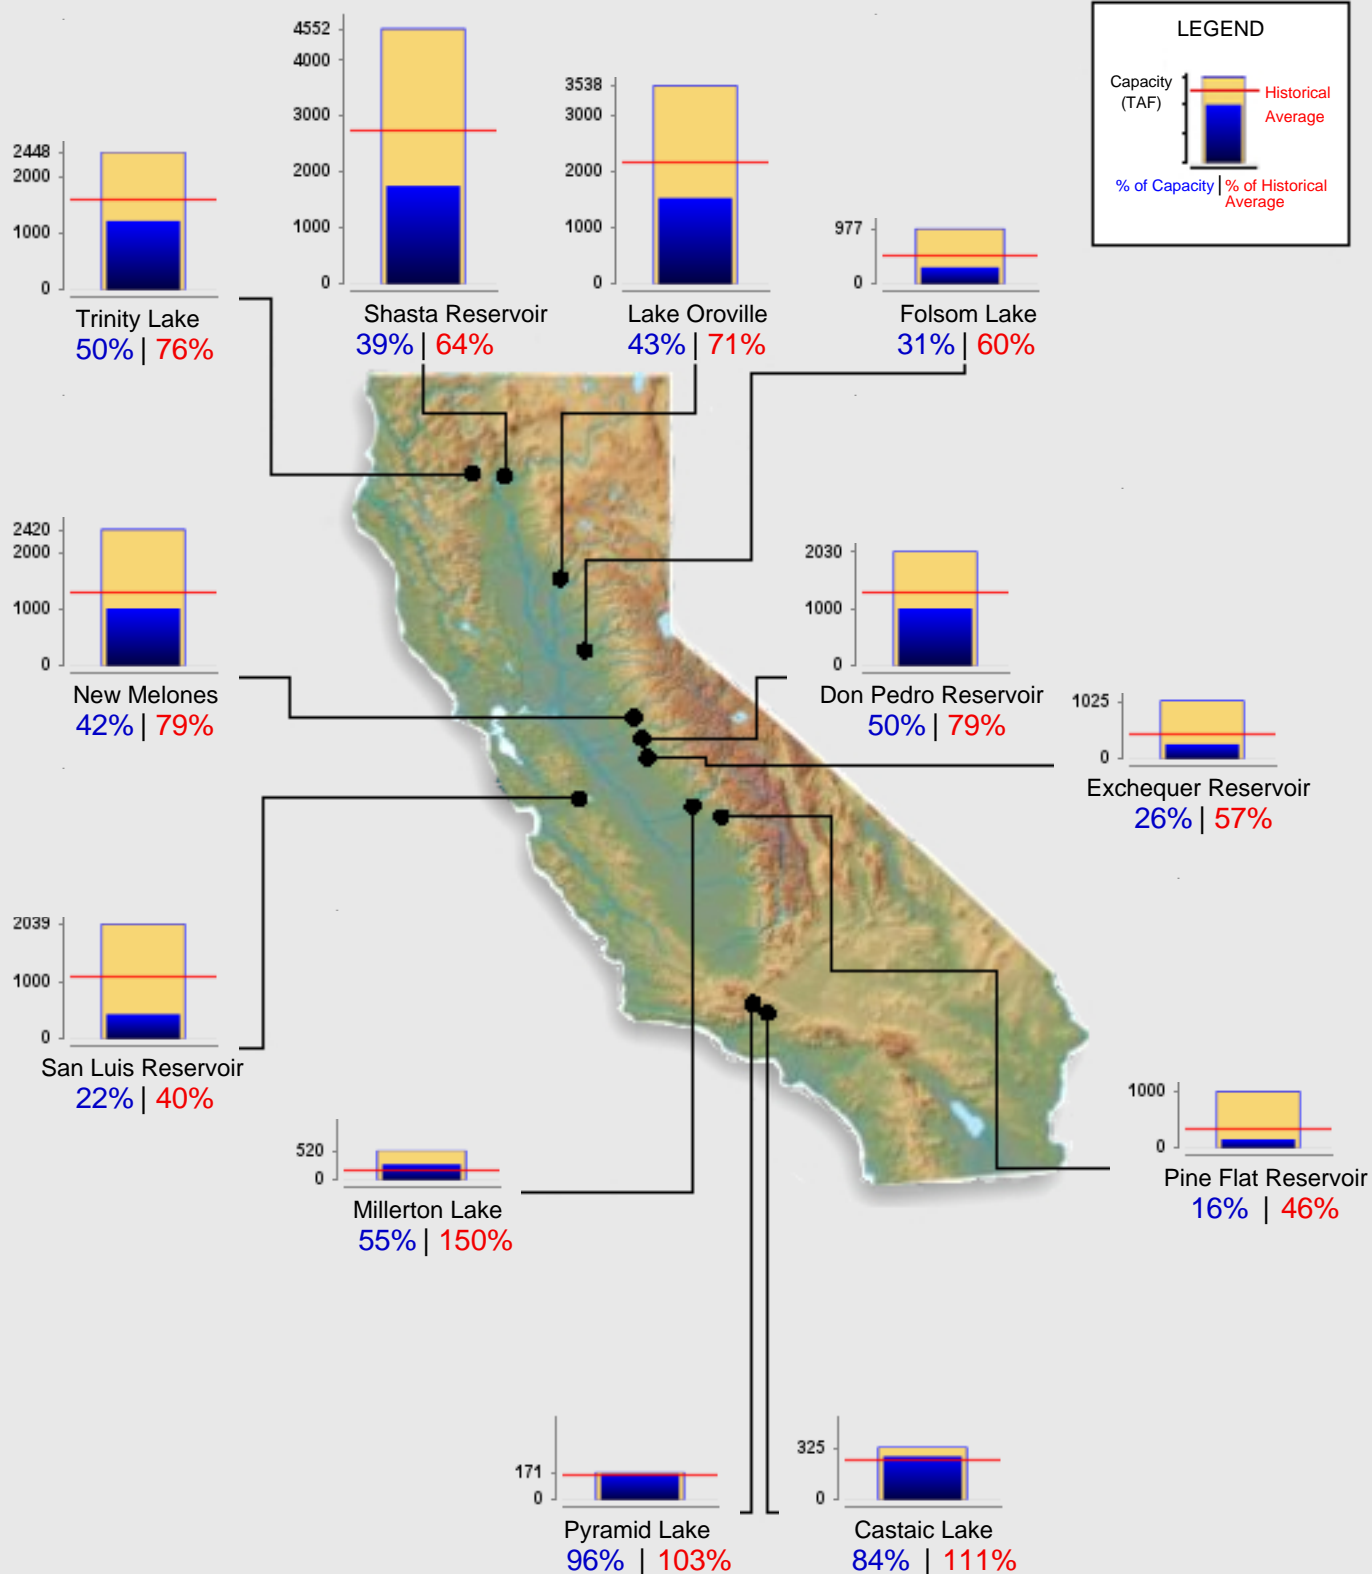 LEGEND
Capacity
(TAF)
Historical
Average
% of Capacity | % of Historical
Average
4552
4000
3000
2000
1000
0
Shasta Reservoir
39% | 64%
3538
3000
2000
1000
0
Lake Oroville
43% | 71%
2448
2000
1000
0
Trinity Lake
50% | 76%
977
0
Folsom Lake
31% | 60%
2420
2000
1000
0
New Melones
42% | 79%
2030
1000
0
Don Pedro Reservoir
50% | 79%
1025
0
Exchequer Reservoir
26% | 57%
2039
1000
0
San Luis Reservoir
22% | 40%
520
0
Millerton Lake
55% | 150%
1000
0
Pine Flat Reservoir
16% | 46%
171
0
Pyramid Lake
96% | 103%
325
0
Castaic Lake
84% | 111%